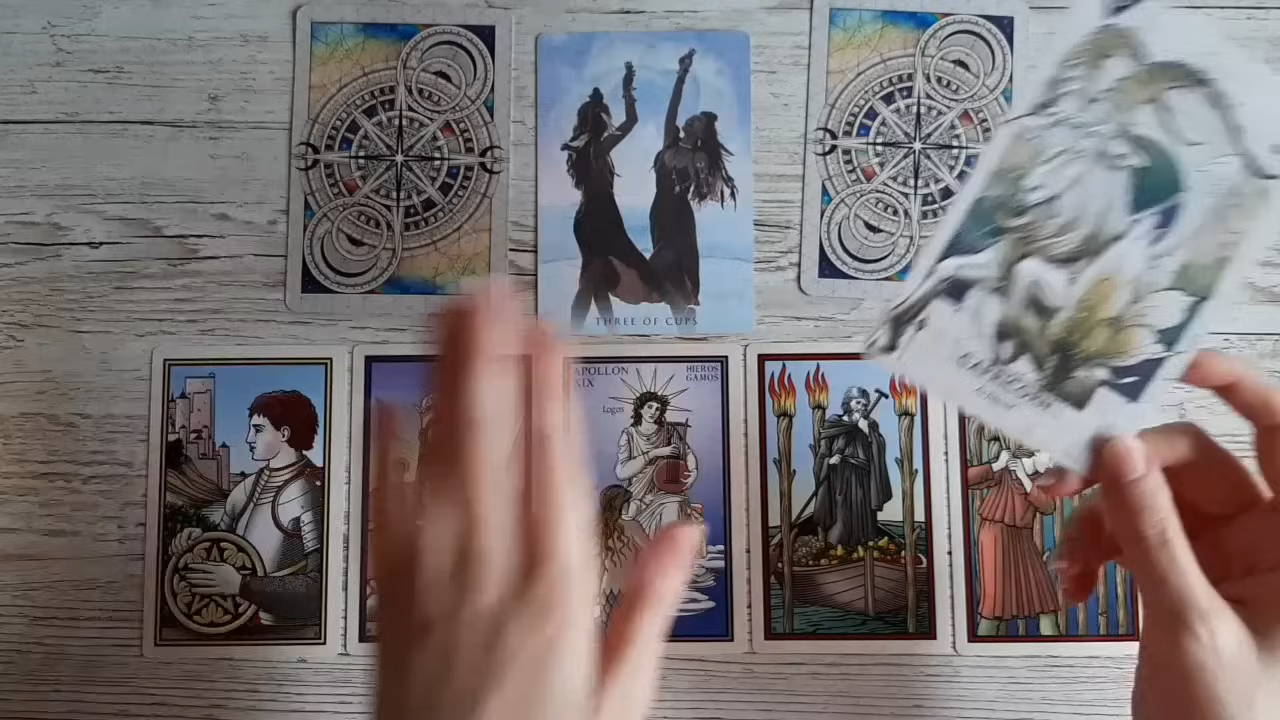 THREE OF CUPS
APOLLON
XIX
HIEROS
GAMOS
Logos